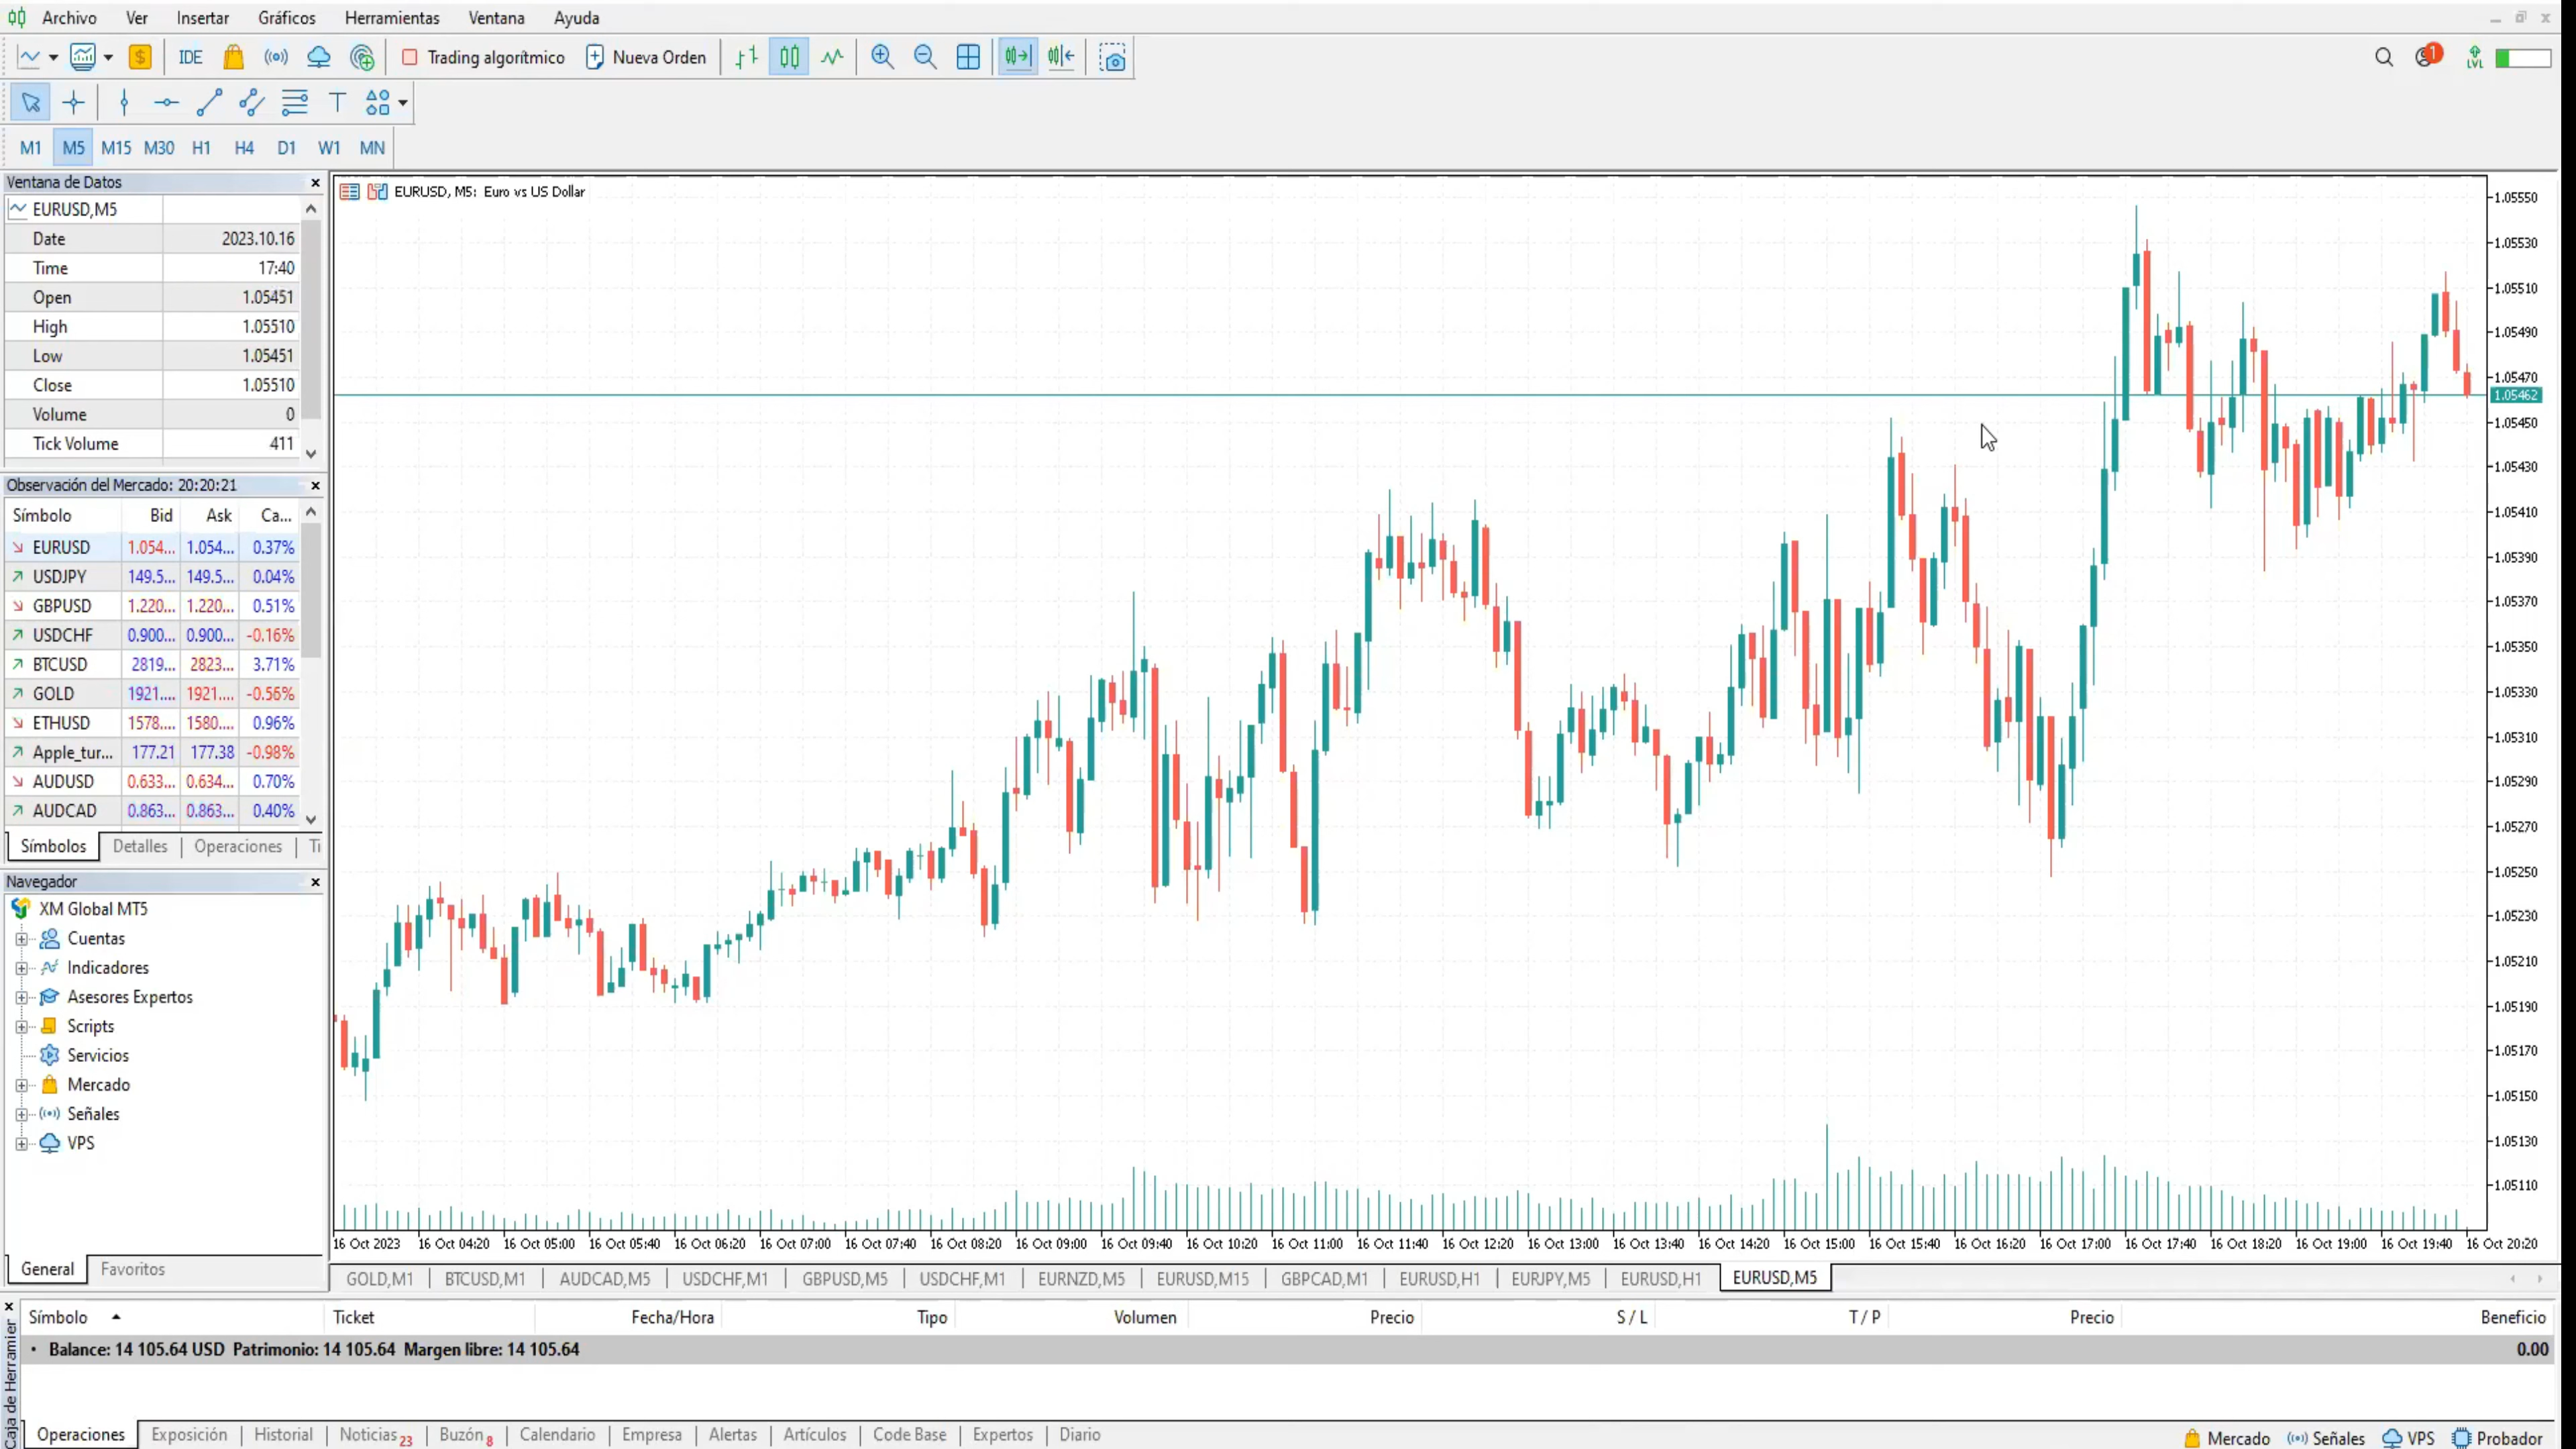 Archivo Ver Insertar Gráficos Herramientas Ventana Ayuda
$ IDE Trading algorítmico Nueva Orden 1 LVL
T
M1 M5 M15 M30 H1 H4 D1 W1 MN
Ventana de Datos
EURUSD,M5
Date 2023.10.16
Time 17:40
Open 1.05451
High 1.05510
Low 1.05451
Close 1.05510
Volume 0
Tick Volume 411
Observación del Mercado: 20:20:21
Símbolo Bid Ask Ca...
EURUSD 1.054... 1.054... 0.37%
USDJPY 149.5... 149.5... 0.04%
GBPUSD 1.220... 1.220... 0.51%
USDCHF 0.900... 0.900... -0.16%
BTCUSD 2819... 2823... 3.71%
GOLD 1921.... 1921.... -0.56%
ETHUSD 1578.... 1580.... 0.96%
Apple_tur... 177.21 177.38 -0.98%
AUDUSD 0.633... 0.634... 0.70%
AUDCAD 0.863... 0.863... 0.40%
Símbolos Detalles Operaciones Ti
Navegador
XM Global MT5
Cuentas
Indicadores
Asesores Expertos
Scripts
Servicios
Mercado
Señales
VPS
General Favoritos
EURUSD, M5: Euro vs US Dollar
1.05550
1.05530
1.05510
1.05490
1.05470
1.05462
1.05450
1.05430
1.05410
1.05390
1.05370
1.05350
1.05330
1.05310
1.05290
1.05270
1.05250
1.05230
1.05210
1.05190
1.05170
1.05150
1.05130
1.05110
16 Oct 2023 16 Oct 04:20 16 Oct 05:00 16 Oct 05:40 16 Oct 06:20 16 Oct 07:00 16 Oct 07:40 16 Oct 08:20 16 Oct 09:00 16 Oct 09:40 16 Oct 10:20 16 Oct 11:00 16 Oct 11:40 16 Oct 12:20 16 Oct 13:00 16 Oct 13:40 16 Oct 14:20 16 Oct 15:00 16 Oct 15:40 16 Oct 16:20 16 Oct 17:00 16 Oct 17:40 16 Oct 18:20 16 Oct 19:00 16 Oct 19:40 16 Oct 20:20
GOLD,M1 BTCUSD,M1 AUDCAD,M5 USDCHF,M1 GBPUSD,M5 USDCHF,M1 EURNZD,M5 EURUSD,M15 GBPCAD,M1 EURUSD,H1 EURJPY,M5 EURUSD,H1 EURUSD,M5
Símbolo Ticket Fecha/Hora Tipo Volumen Precio S / L T / P Precio Beneficio
Balance: 14 105.64 USD Patrimonio: 14 105.64 Margen libre: 14 105.64 0.00
Caja de Herramier
Operaciones Exposición Historial Noticias 23 Buzón 8 Calendario Empresa Alertas Artículos Code Base Expertos Diario
Mercado Señales VPS Probador